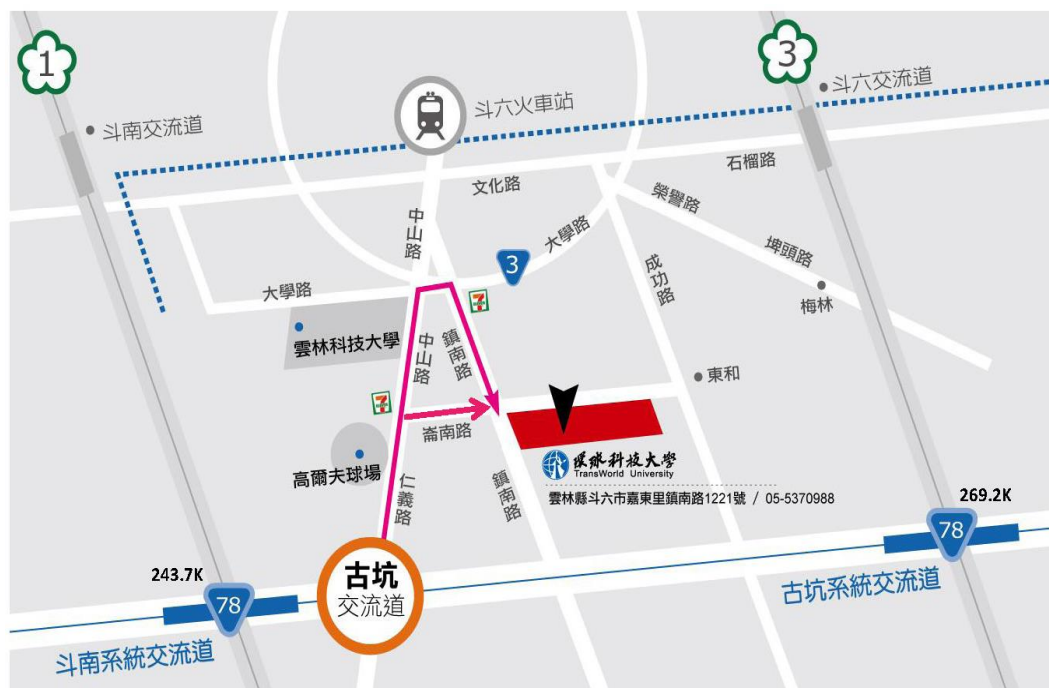 1
3
斗南交流道
斗六火車站
斗六交流道
文化路
石榴路
榮譽路
埤頭路
梅林
中山路
大學路
3
大學路
成功路
7
雲林科技大學
中山路
鎮南路
東和
7
崙南路
高爾夫球場
仁義路
鎮南路
環球科技大學
TransWorld University
雲林縣斗六市嘉東里鎮南路1221號 / 05-5370988
269.2K
78
古坑系統交流道
古坑
交流道
243.7K
78
斗南系統交流道